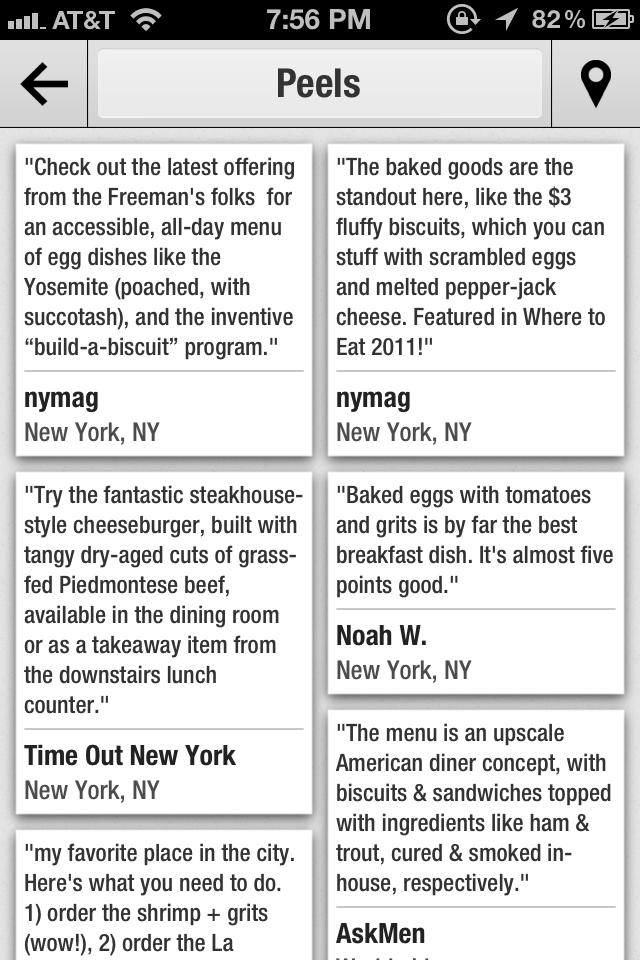 AT&T 7:56 PM 82%
Peels
"Check out the latest offering
from the Freeman's folks  for
an accessible, all-day menu
of egg dishes like the
Yosemite (poached, with
succotash), and the inventive
“build-a-biscuit” program."
nymag
New York, NY
"Try the fantastic steakhouse-
style cheeseburger, built with
tangy dry-aged cuts of grass-
fed Piedmontese beef,
available in the dining room
or as a takeaway item from
the downstairs lunch
counter."
Time Out New York
New York, NY
"my favorite place in the city.
Here's what you need to do.
1) order the shrimp + grits
(wow!), 2) order the La
"The baked goods are the
standout here, like the $3
fluffy biscuits, which you can
stuff with scrambled eggs
and melted pepper-jack
cheese. Featured in Where to
Eat 2011!"
nymag
New York, NY
"Baked eggs with tomatoes
and grits is by far the best
breakfast dish. It's almost five
points good."
Noah W.
New York, NY
"The menu is an upscale
American diner concept, with
biscuits & sandwiches topped
with ingredients like ham &
trout, cured & smoked in-
house, respectively."
AskMen